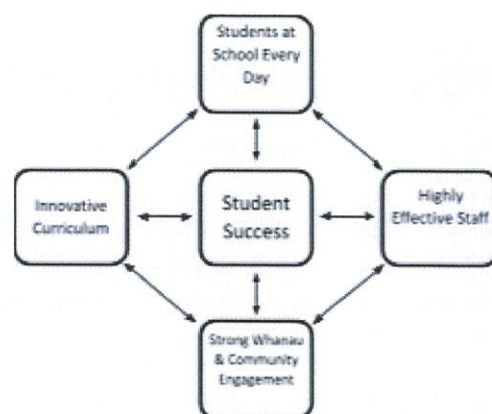 Students at
School Every
Day
Innovative
Curriculum
Student
Success
Highly
Effective Staff
Strong Whanau
& Community
Engagement